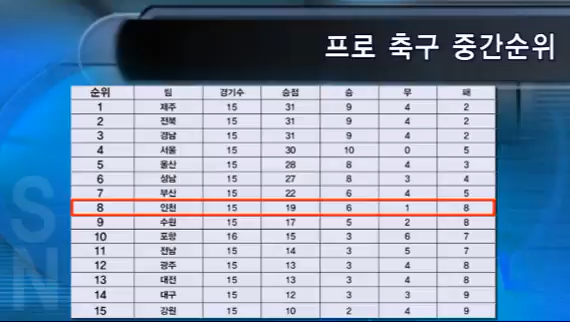 프로 축구 중간순위
순위 팀 경기수 승점 승 무 패
1 제주 15 31 9 4 2
2 전북 15 31 9 4 2
3 경남 15 31 9 4 2
4 서울 15 30 10 0 5
5 울산 15 28 8 4 3
6 성남 15 27 8 3 4
7 부산 15 22 6 4 5
8 인천 15 19 6 1 8
9 수원 15 17 5 2 8
10 포항 16 15 3 6 7
11 전남 15 14 3 5 7
12 광주 15 13 3 4 8
13 대전 15 13 3 4 8
14 대구 15 12 3 3 9
15 강원 15 10 2 4 9
S
N